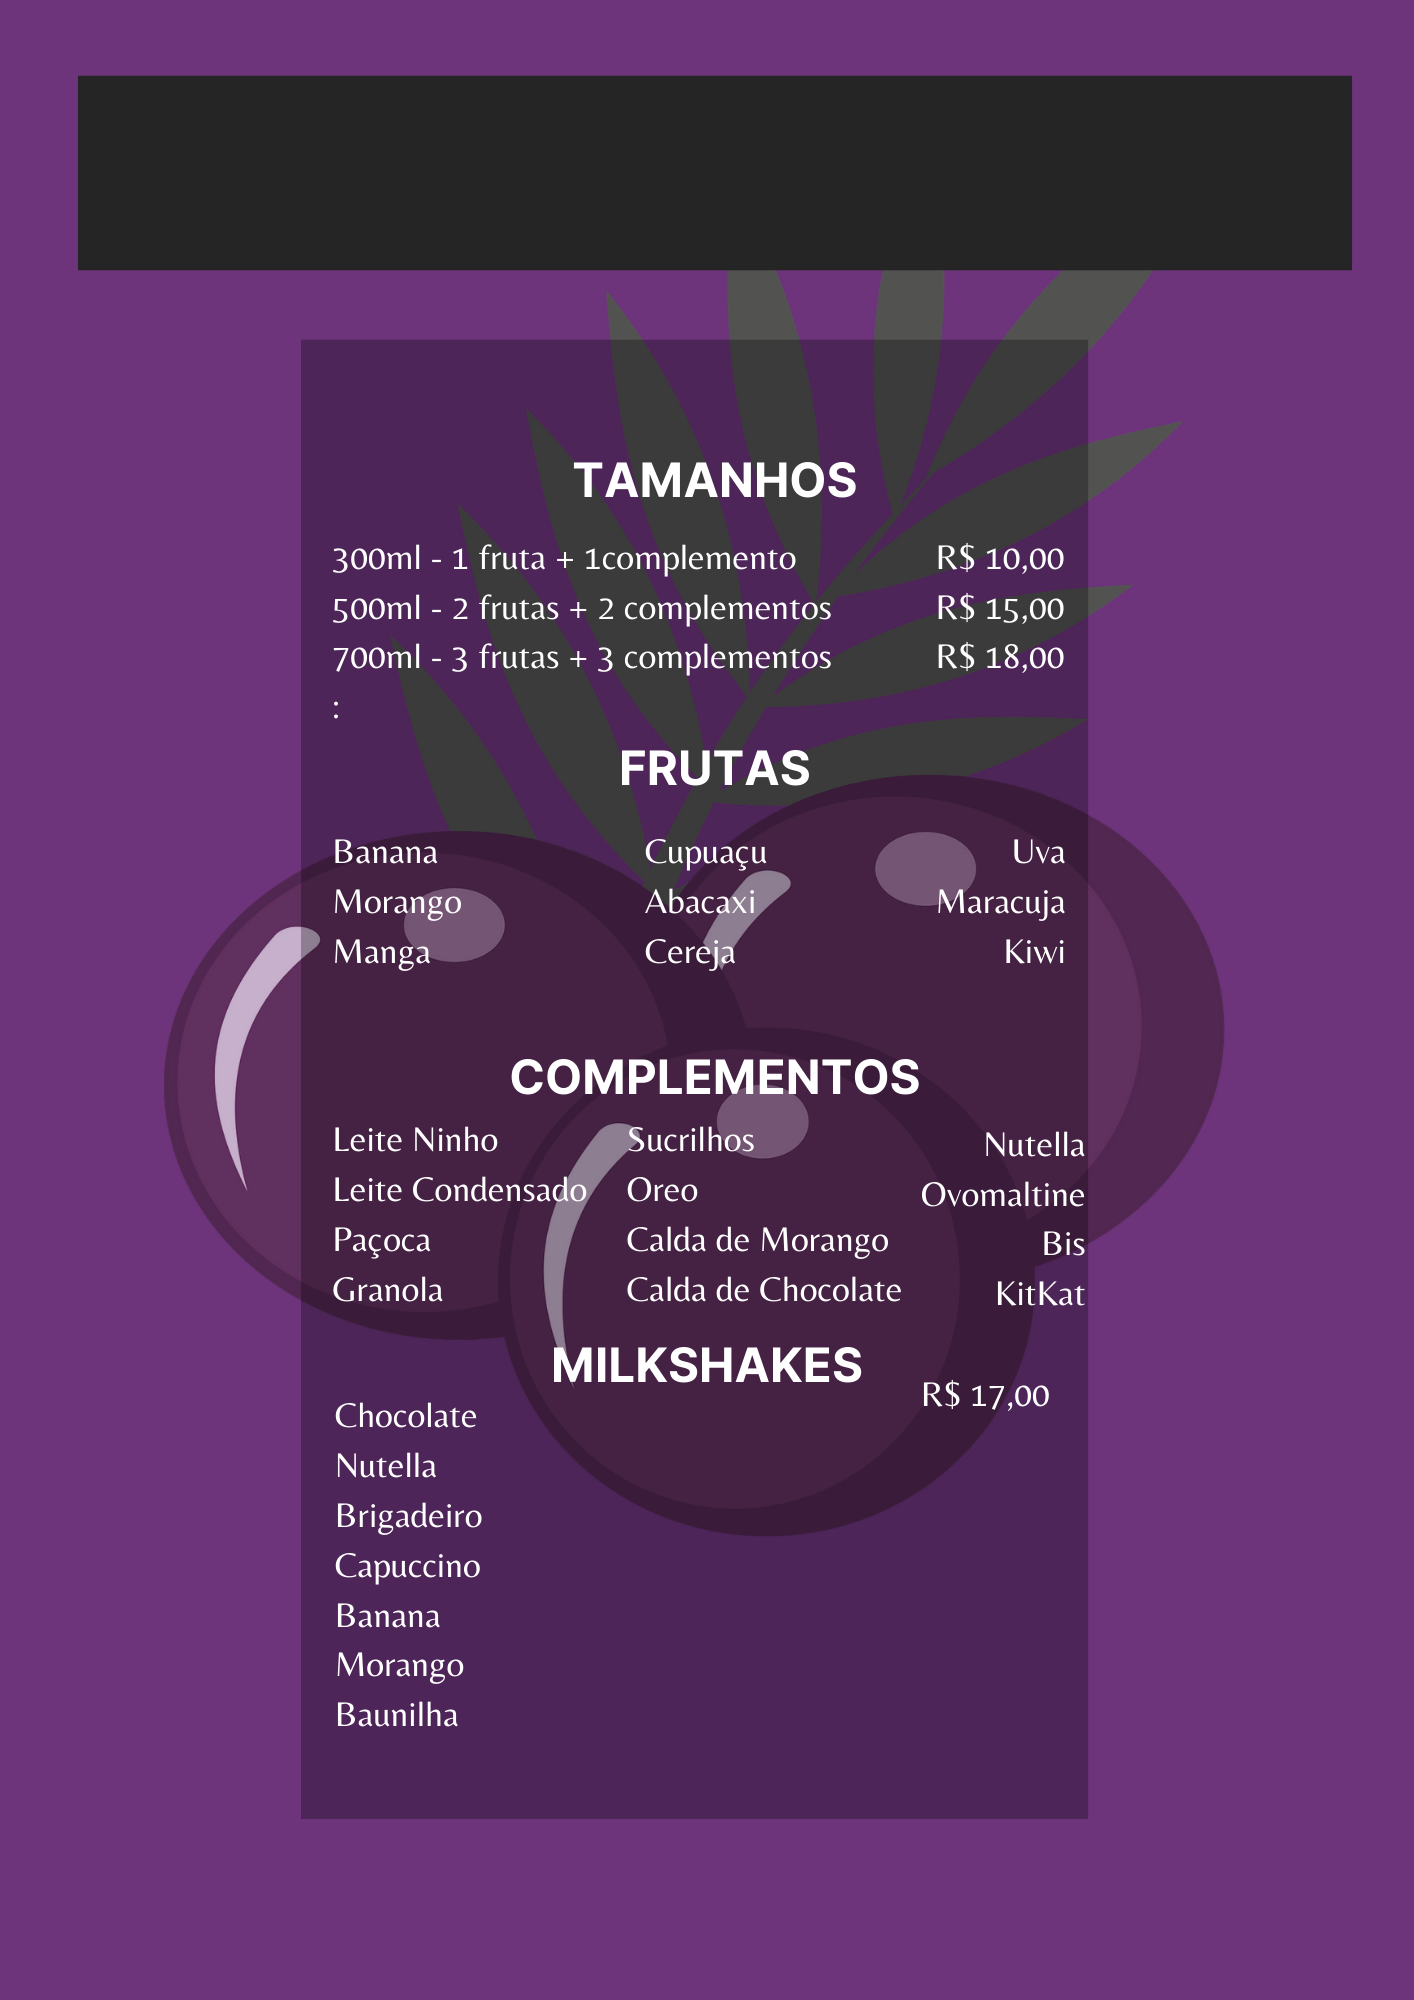 TAMANHOS
300ml - 1 fruta + 1complemento R$ 10,00
500ml - 2 frutas + 2 complementos R$ 15,00
700ml - 3 frutas + 3 complementos R$ 18,00
:
FRUTAS
Banana Cupuaçu Uva
Morango Abacaxi Maracuja
Manga Cereja Kiwi
COMPLEMENTOS
Leite Ninho Sucrilhos Nutella
Leite Condensado Oreo Ovomaltine
Paçoca Calda de Morango Bis
Granola Calda de Chocolate KitKat
MILKSHAKES
R$ 17,00
Chocolate
Nutella
Brigadeiro
Capuccino
Banana
Morango
Baunilha